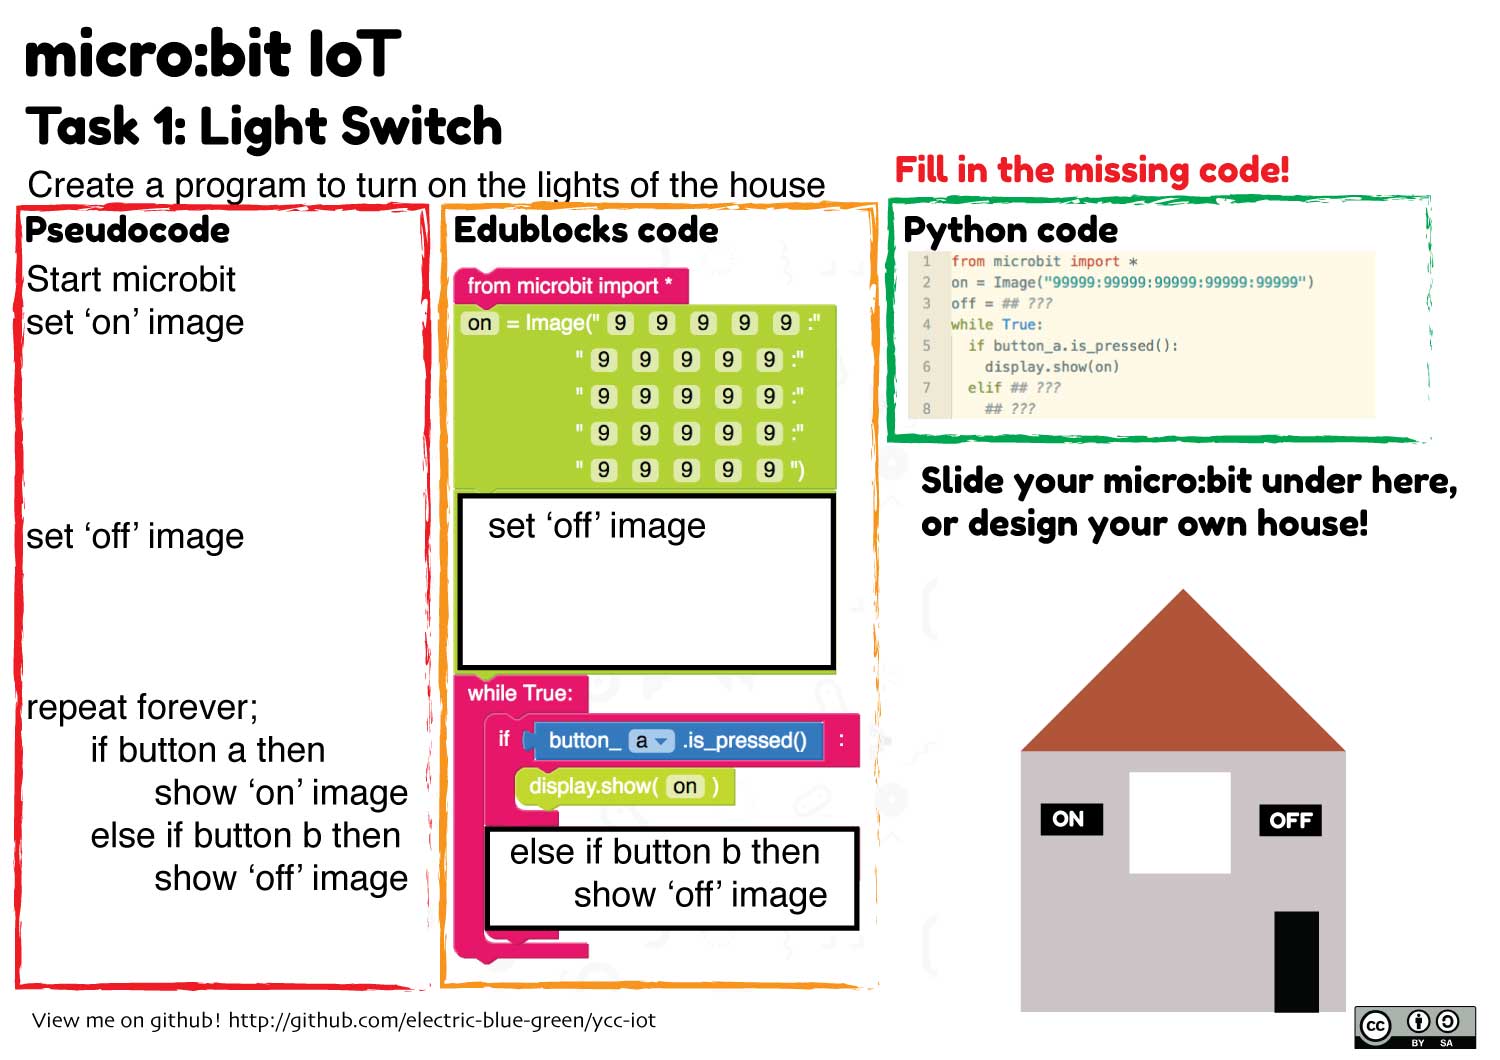 micro:bit IoT
Task 1: Light Switch
Create a program to turn on the lights of the house
Pseudocode
Start microbit
set ‘on’ image
set ‘off’ image
repeat forever;
if button a then
show ‘on’ image
else if button b then
show ‘off’ image
Edublocks code
from microbit import *
on = Image(" 9 9 9 9 9 :"
" 9 9 9 9 9 :"
" 9 9 9 9 9 :"
" 9 9 9 9 9 :"
" 9 9 9 9 9 ")
set ‘off’ image
while True:
if button_ a .is_pressed() :
display.show( on )
else if button b then
show ‘off’ image
Fill in the missing code!
Python code
1 from microbit import *
2 on = Image("99999:99999:99999:99999:99999")
3 off = ## ???
4 while True:
5 if button_a.is_pressed():
6 display.show(on)
7 elif ## ???
8 ## ???
Slide your micro:bit under here,
or design your own house!
ON
OFF
View me on github! http://github.com/electric-blue-green/ycc-iot
cc
BY SA